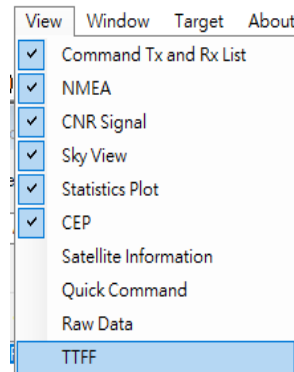 View Window Target About
Command Tx and Rx List
NMEA
CNR Signal
Sky View
Statistics Plot
CEP
Satellite Information
Quick Command
Raw Data
TTFF